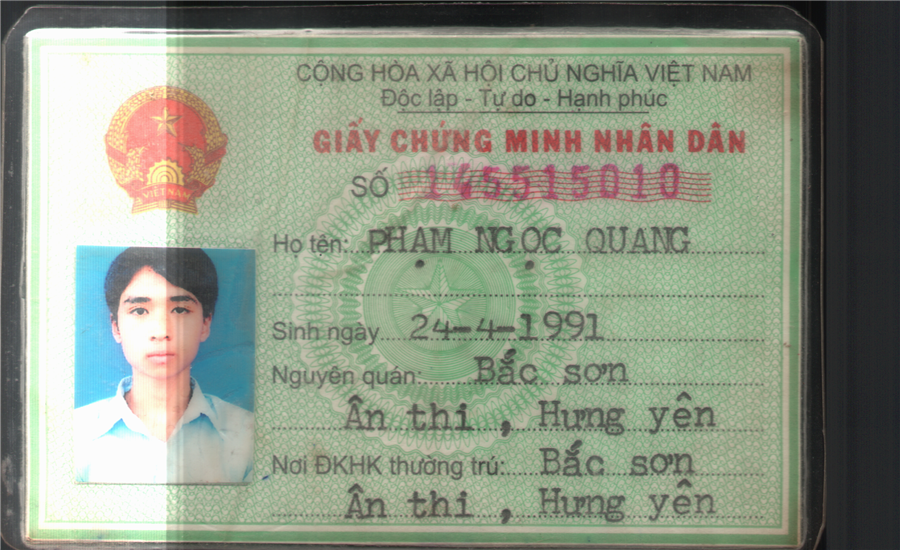 CỘNG HÒA XÃ HỘI CHỦ NGHĨA VIỆT NAM
Độc lập - Tự do - Hạnh phúc
GIẤY CHỨNG MINH NHÂN DÂN
SỐ 145515010
VIỆT NAM
Họ tên: PHẠM NGỌC QUANG
Sinh ngày 24-4-1991
Nguyên quán: Bắc sơn
Ân thi, Hưng yên
Nơi ĐKHK thường trú: Bắc sơn
Ân thi, Hưng yên